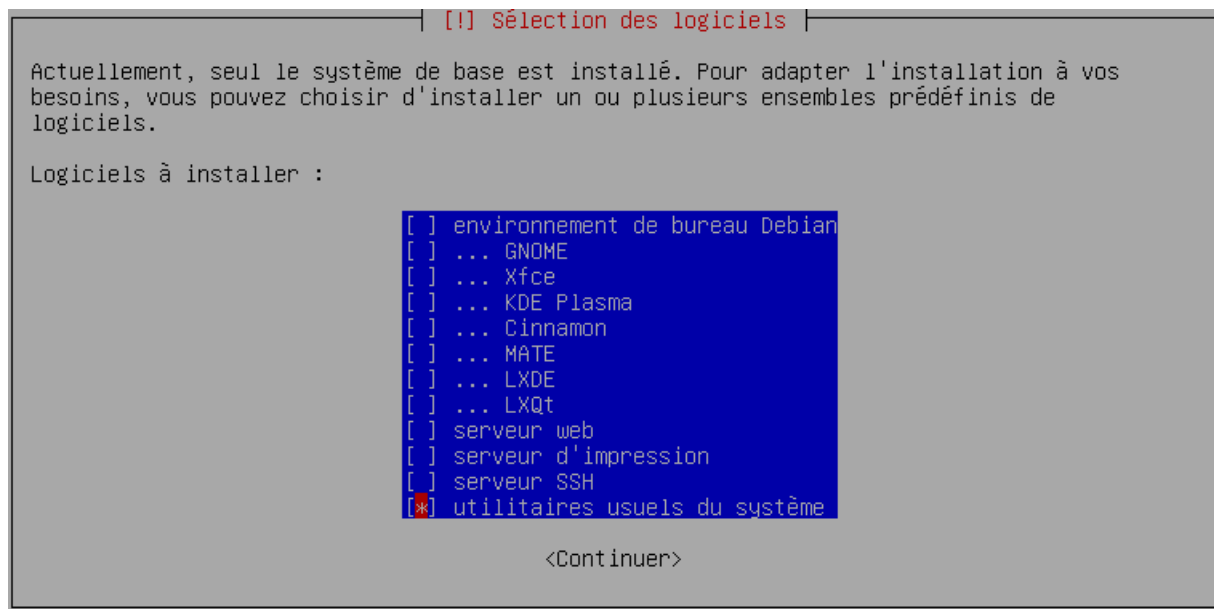 [!] Sélection des logiciels
Actuellement, seul le système de base est installé. Pour adapter l'installation à vos
besoins, vous pouvez choisir d'installer un ou plusieurs ensembles prédéfinis de
logiciels.
Logiciels à installer :
[ ] environnement de bureau Debian
[ ] ... GNOME
[ ] ... Xfce
[ ] ... KDE Plasma
[ ] ... Cinnamon
[ ] ... MATE
[ ] ... LXDE
[ ] ... LXQt
[ ] serveur web
[ ] serveur d'impression
[ ] serveur SSH
[*] utilitaires usuels du système
<Continuer>